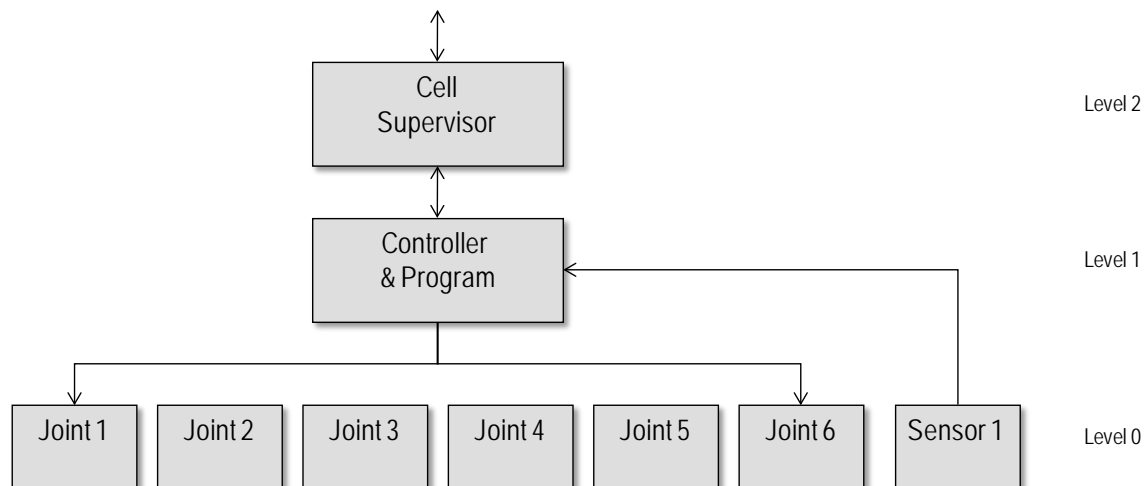 Cell
Supervisor
Level 2
Controller
& Program
Level 1
Joint 1
Joint 2
Joint 3
Joint 4
Joint 5
Joint 6
Sensor 1
Level 0